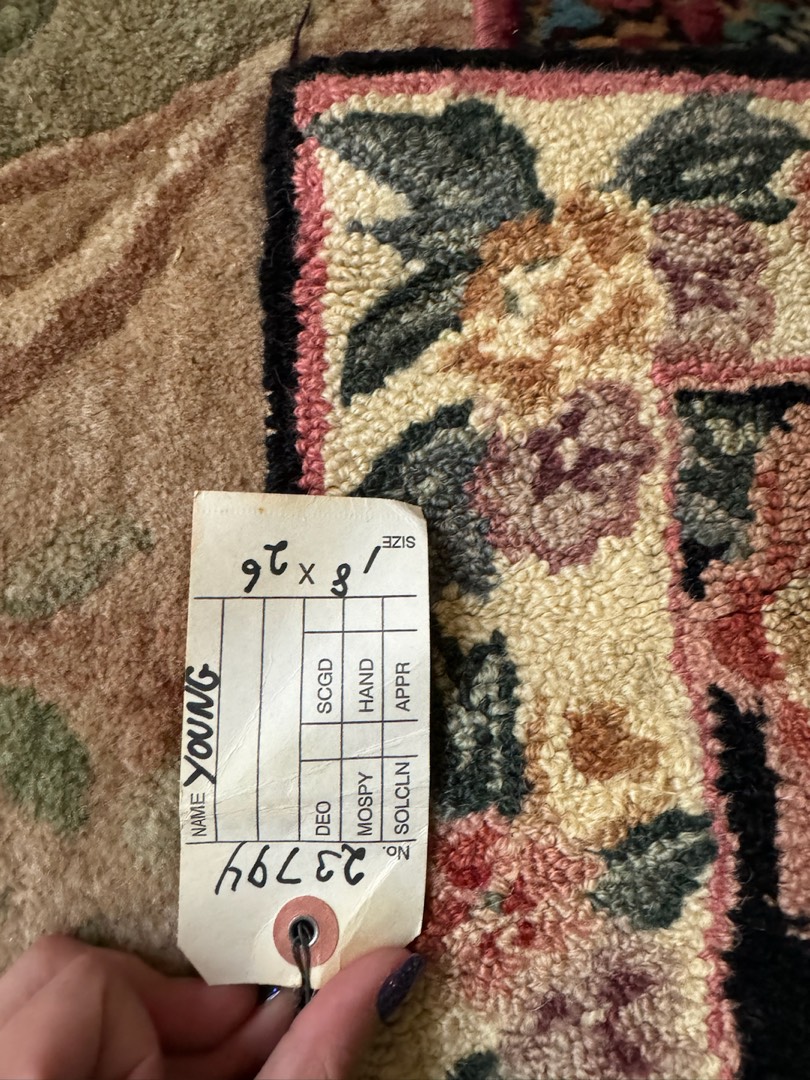 No. 23794
NAME YOUNG
DEO SCGD
MOSPY HAND
SOLCLN APPR
SIZE 1 8 X 2 6